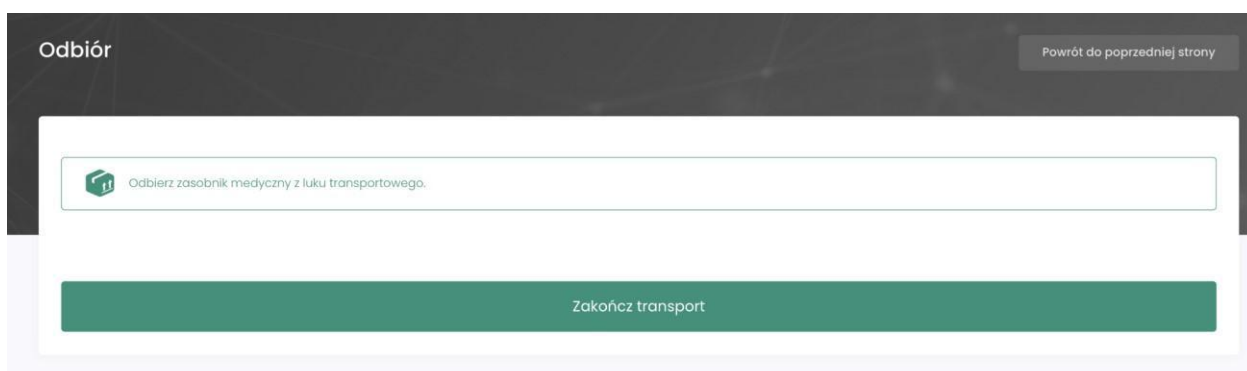 Odbiór
Powrót do poprzedniej strony
Odbierz zasobnik medyczny z luku transportowego.
Zakończ transport